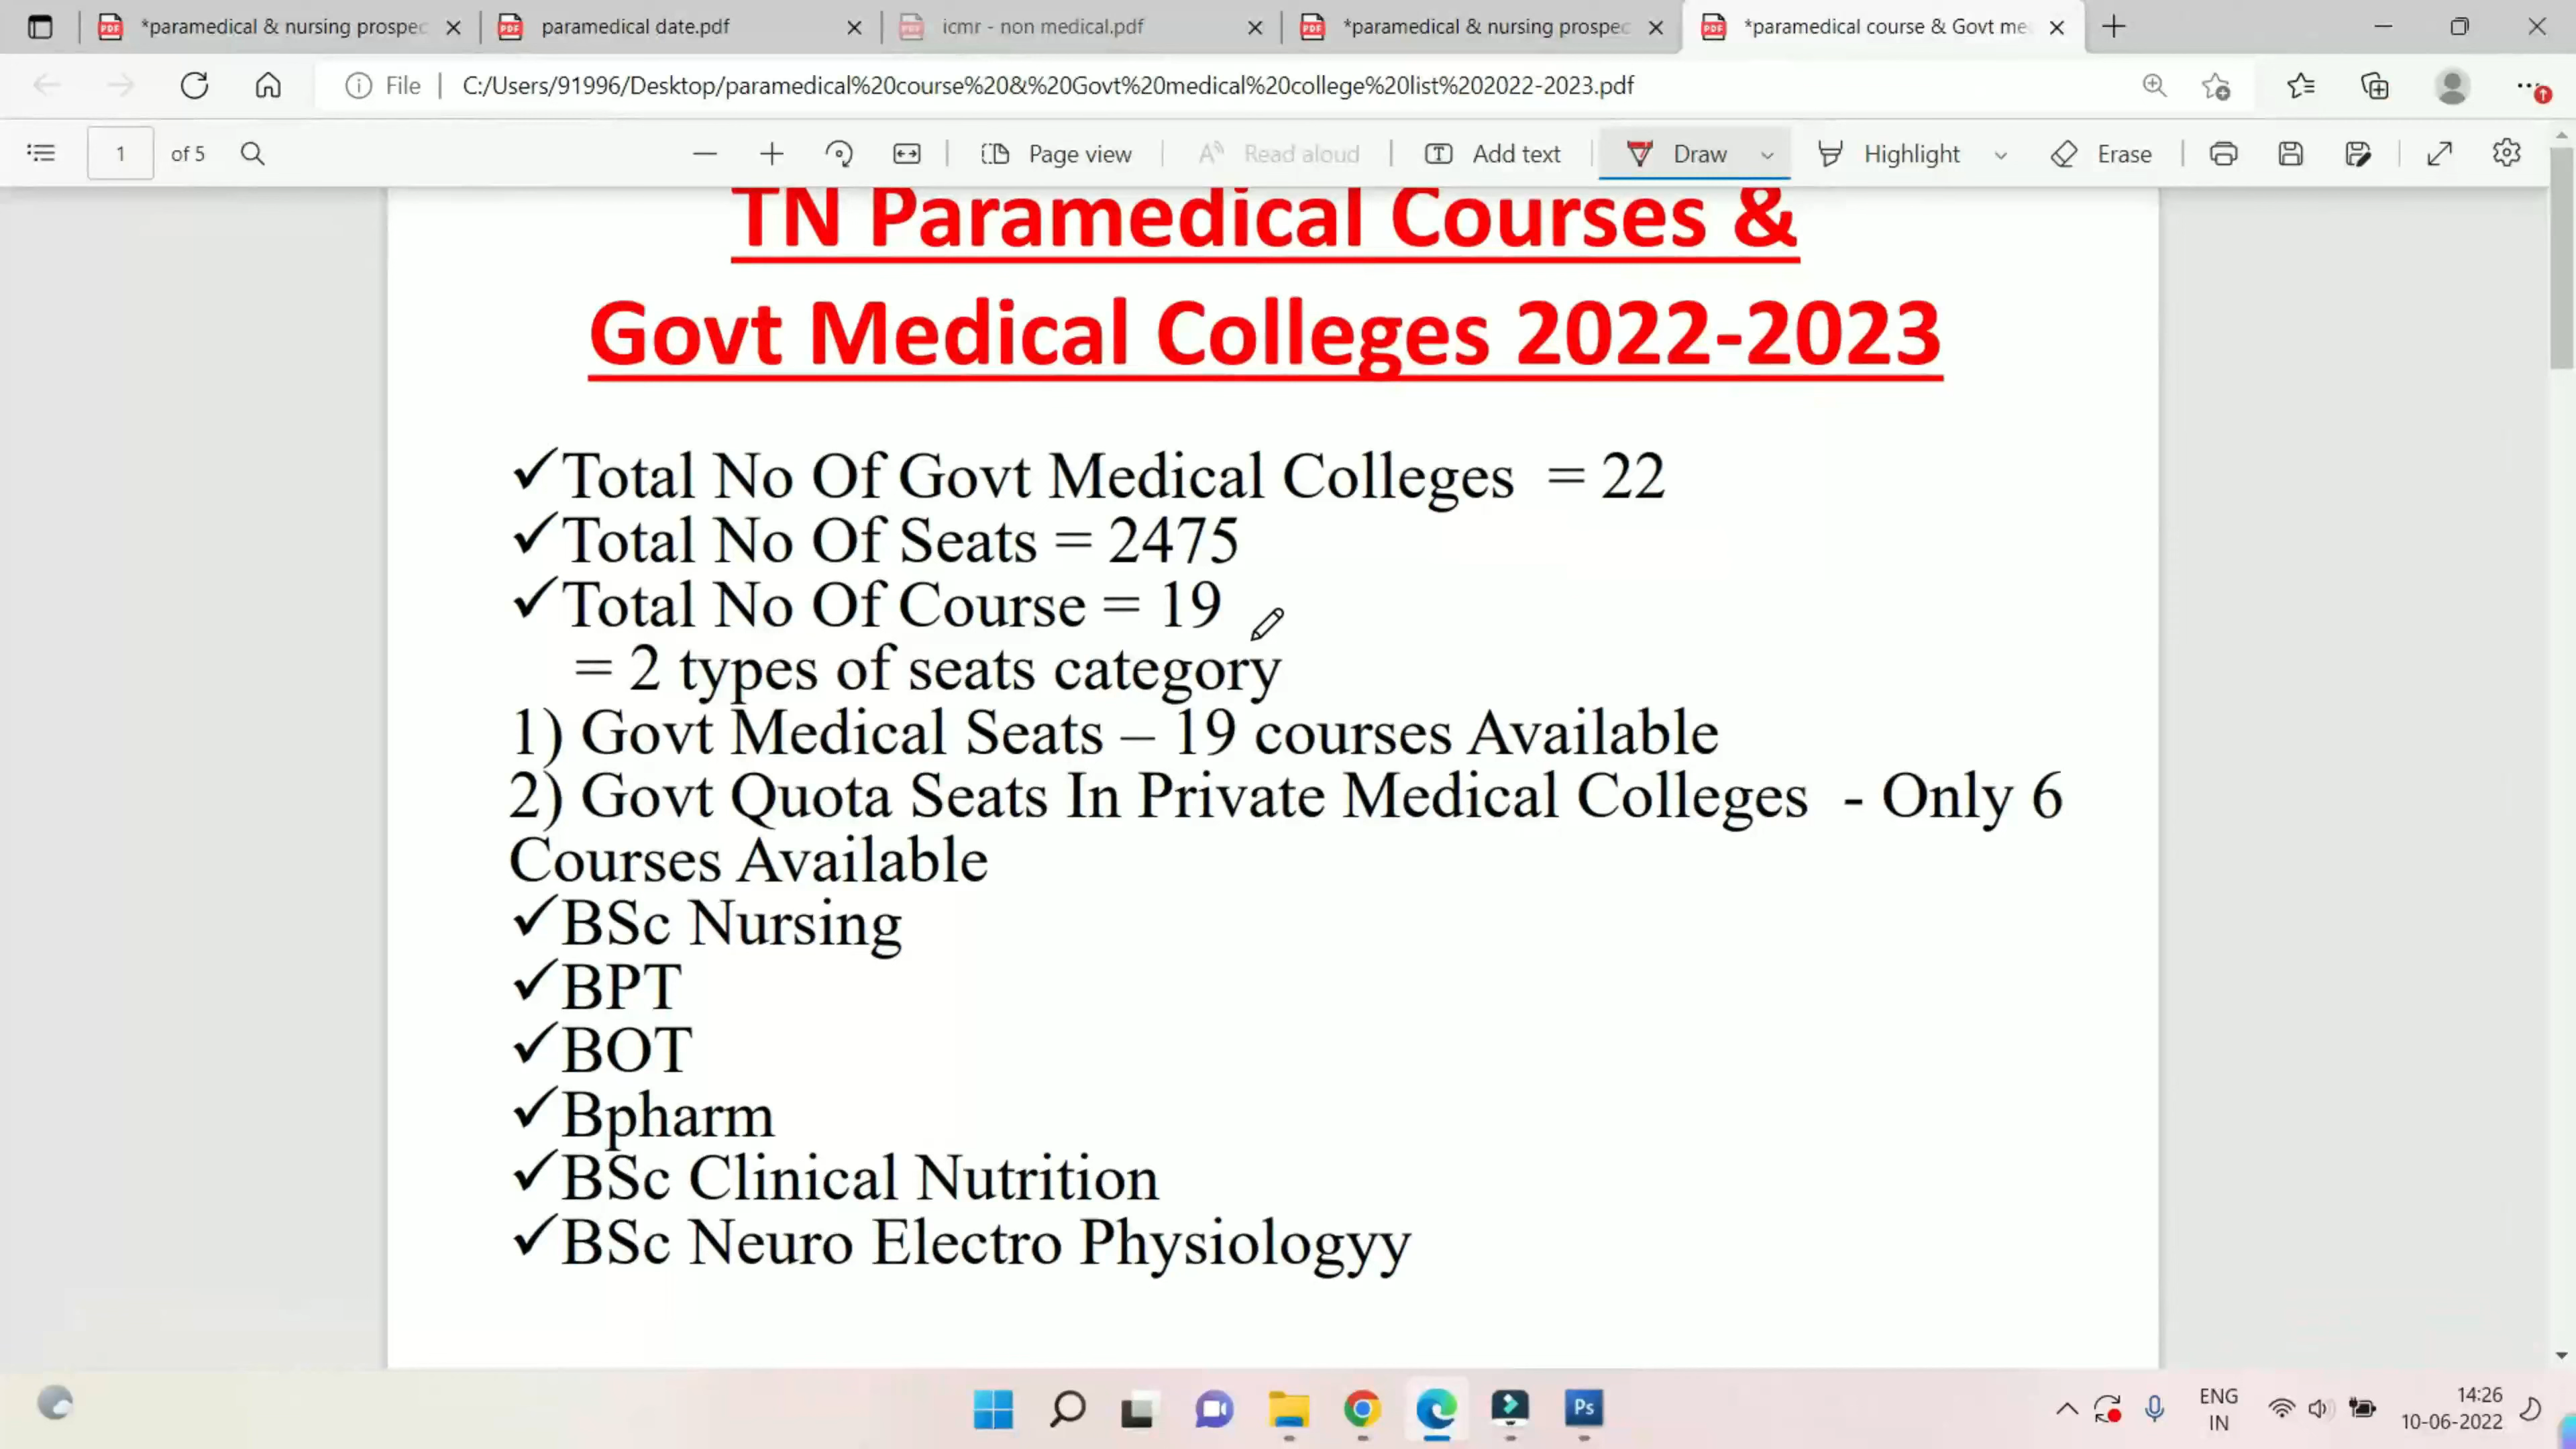 *paramedical & nursing prospec
paramedical date.pdf
icmr - non medical.pdf
*paramedical & nursing prospec
*paramedical course & Govt me
File
C:/Users/91996/Desktop/paramedical%20course%20&%20Govt%20medical%20college%20list%202022-2023.pdf
1 of 5
Page view
Read aloud
Add text
Draw
Highlight
Erase
TN Paramedical Courses &
Govt Medical Colleges 2022-2023
✓Total No Of Govt Medical Colleges = 22
✓Total No Of Seats = 2475
✓Total No Of Course = 19
= 2 types of seats category
1) Govt Medical Seats – 19 courses Available
2) Govt Quota Seats In Private Medical Colleges - Only 6
Courses Available
✓BSc Nursing
✓BPT
✓BOT
✓Bpharm
✓BSc Clinical Nutrition
✓BSc Neuro Electro Physiologyy
Ps
ENG
IN
14:26
10-06-2022